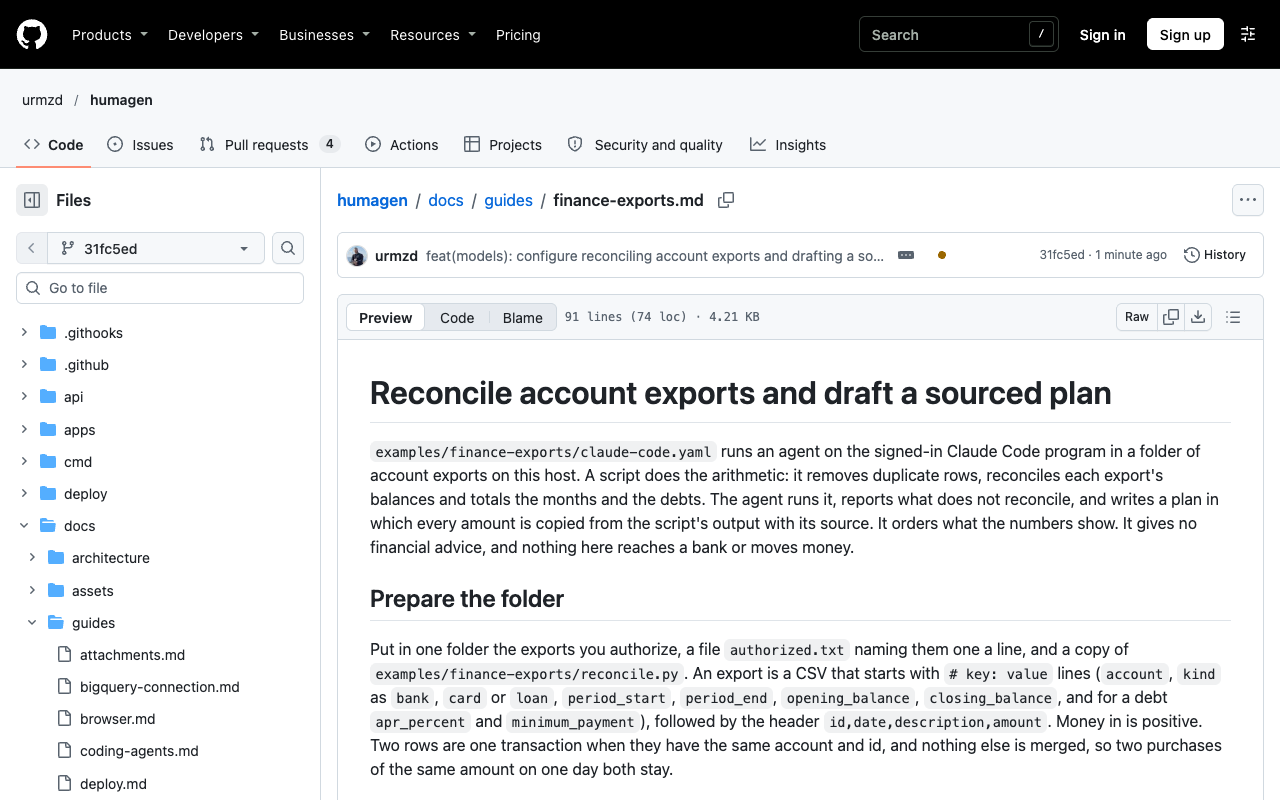 Products
Developers
Businesses
Resources
Pricing
Search
/
Sign in
Sign up
urmzd / humagen
Code
Issues
Pull requests 4
Actions
Projects
Security and quality
Insights
Files
31fc5ed
Go to file
.githooks
.github
api
apps
cmd
deploy
docs
architecture
assets
guides
attachments.md
bigquery-connection.md
browser.md
coding-agents.md
deploy.md
humagen / docs / guides / finance-exports.md
urmzd feat(models): configure reconciling account exports and drafting a so...
31fc5ed · 1 minute ago
History
Preview
Code
Blame
91 lines (74 loc) · 4.21 KB
Raw
Reconcile account exports and draft a sourced plan
examples/finance-exports/claude-code.yaml runs an agent on the signed-in Claude Code program in a folder of
account exports on this host. A script does the arithmetic: it removes duplicate rows, reconciles each export's
balances and totals the months and the debts. The agent runs it, reports what does not reconcile, and writes a plan in
which every amount is copied from the script's output with its source. It orders what the numbers show. It gives no
financial advice, and nothing here reaches a bank or moves money.
Prepare the folder
Put in one folder the exports you authorize, a file authorized.txt naming them one a line, and a copy of
examples/finance-exports/reconcile.py. An export is a CSV that starts with # key: value lines (account, kind
as bank, card or loan, period_start, period_end, opening_balance, closing_balance, and for a debt
apr_percent and minimum_payment), followed by the header id,date,description,amount. Money in is positive.
Two rows are one transaction when they have the same account and id, and nothing else is merged, so two purchases
of the same amount on one day both stay.